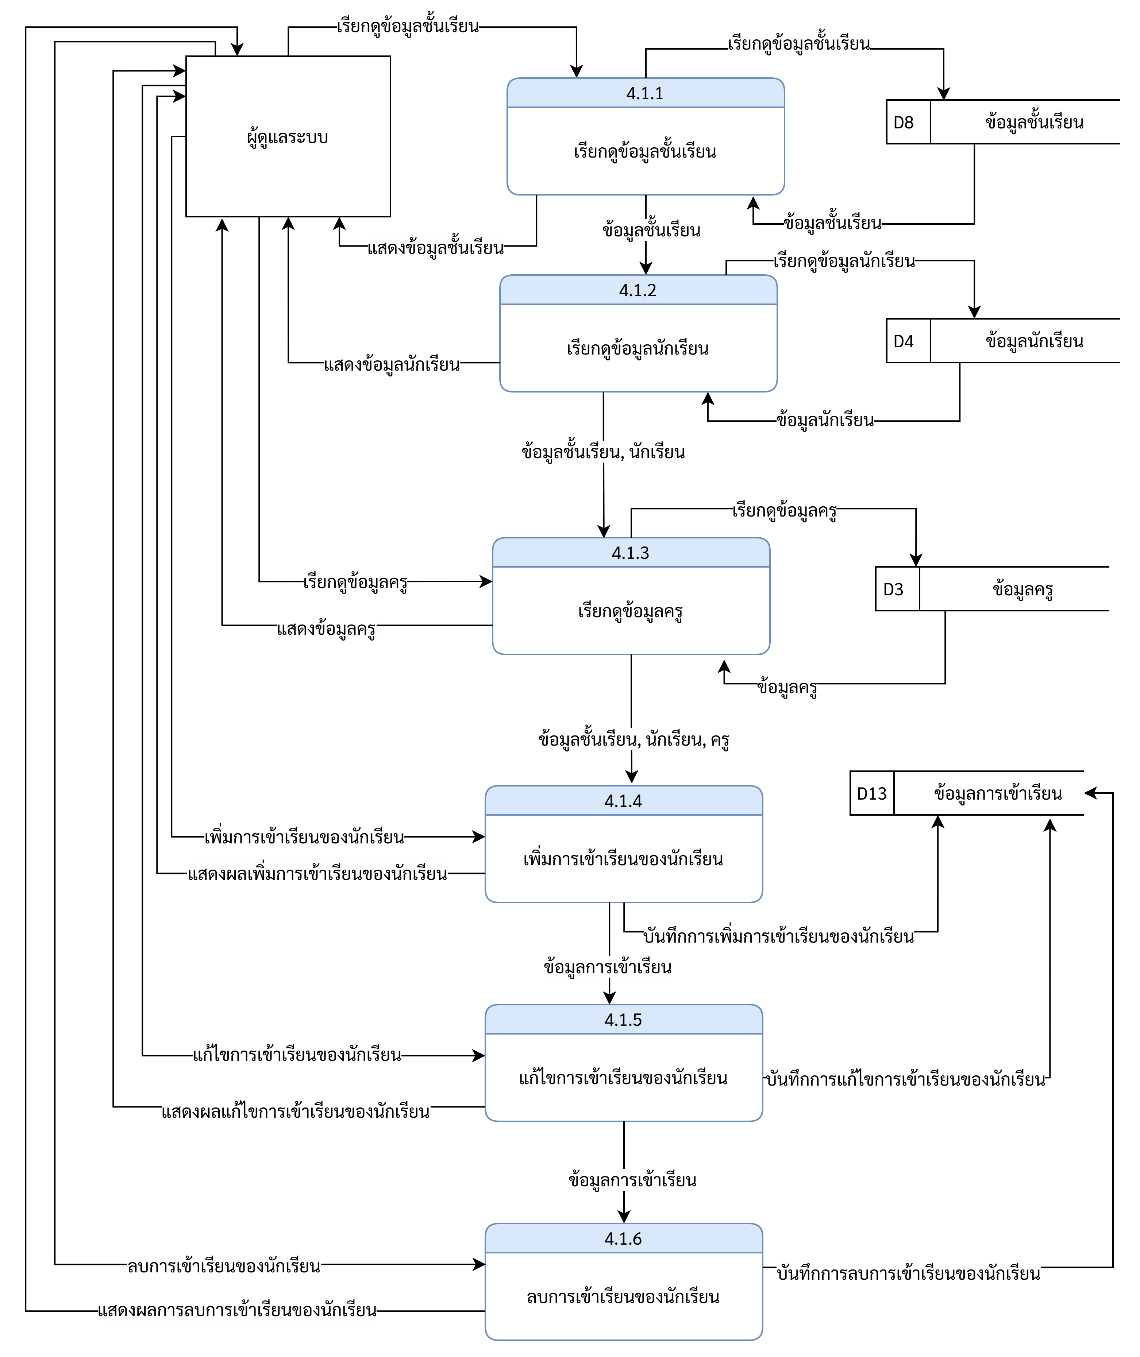 เรียกดูข้อมูลชั้นเรียน
เรียกดูข้อมูลชั้นเรียน
4.1.1
D8
ข้อมูลชั้นเรียน
ผู้ดูแลระบบ
เรียกดูข้อมูลชั้นเรียน
ข้อมูลชั้นเรียน
ข้อมูลชั้นเรียน
แสดงข้อมูลชั้นเรียน
เรียกดูข้อมูลนักเรียน
4.1.2
D4
ข้อมูลนักเรียน
เรียกดูข้อมูลนักเรียน
แสดงข้อมูลนักเรียน
ข้อมูลนักเรียน
ข้อมูลชั้นเรียน, นักเรียน
เรียกดูข้อมูลครู
4.1.3
เรียกดูข้อมูลครู
D3
ข้อมูลครู
เรียกดูข้อมูลครู
แสดงข้อมูลครู
ข้อมูลครู
ข้อมูลชั้นเรียน, นักเรียน, ครู
4.1.4
D13
ข้อมูลการเข้าเรียน
เพิ่มการเข้าเรียนของนักเรียน
เพิ่มการเข้าเรียนของนักเรียน
แสดงผลเพิ่มการเข้าเรียนของนักเรียน
บันทึกการเพิ่มการเข้าเรียนของนักเรียน
ข้อมูลการเข้าเรียน
4.1.5
แก้ไขการเข้าเรียนของนักเรียน
แก้ไขการเข้าเรียนของนักเรียน
บันทึกการแก้ไขการเข้าเรียนของนักเรียน
แสดงผลแก้ไขการเข้าเรียนของนักเรียน
ข้อมูลการเข้าเรียน
4.1.6
ลบการเข้าเรียนของนักเรียน
บันทึกการลบการเข้าเรียนของนักเรียน
ลบการเข้าเรียนของนักเรียน
แสดงผลการลบการเข้าเรียนของนักเรียน